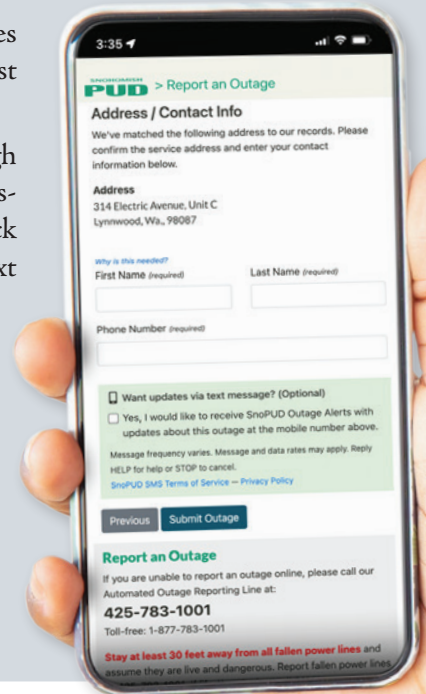 es
st
gh
s-
ck
xt
3:35
SNOHOMISH
PUD > Report an Outage
Address / Contact Info
We've matched the following address to our records. Please
confirm the service address and enter your contact
information below.
Address
314 Electric Avenue, Unit C
Lynnwood, Wa., 98087
Why is this needed?
First Name (required) Last Name (required)
Phone Number (required)
Want updates via text message? (Optional)
Yes, I would like to receive SnoPUD Outage Alerts with
updates about this outage at the mobile number above.
Message frequency varies. Message and data rates may apply. Reply
HELP for help or STOP to cancel.
SnoPUD SMS Terms of Service — Privacy Policy
Previous Submit Outage
Report an Outage
If you are unable to report an outage online, please call our
Automated Outage Reporting Line at:
425-783-1001
Toll-free: 1-877-783-1001
Stay at least 30 feet away from all fallen power lines and
assume they are live and dangerous. Report fallen power lines